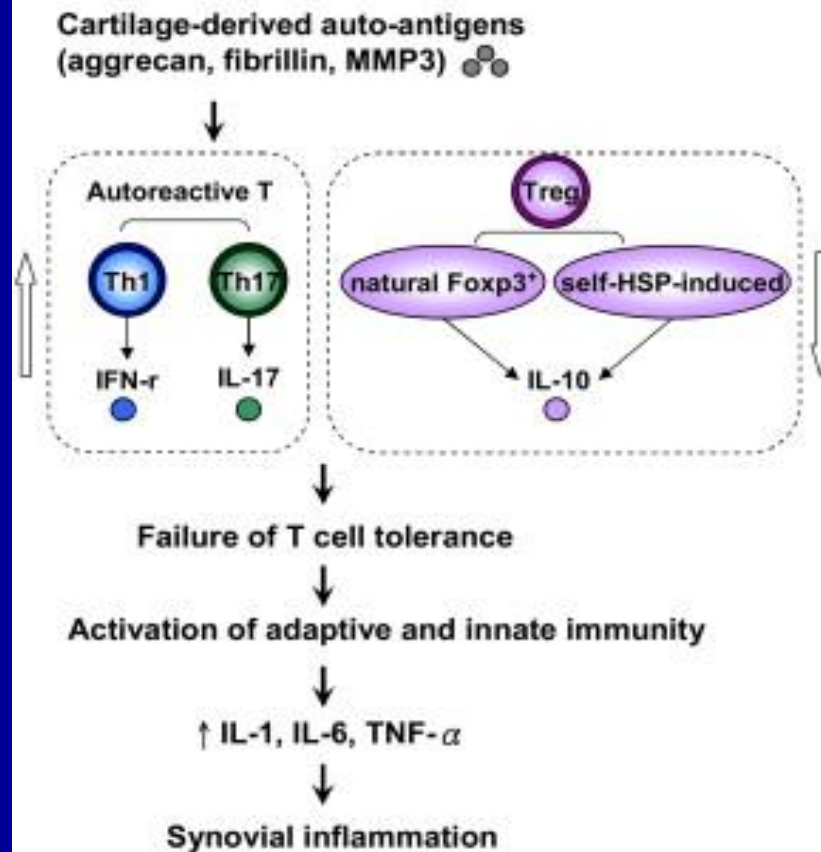 Cartilage-derived auto-antigens
(aggrecan, fibrillin, MMP3)
Autoreactive T
Th1
Th17
IFN-r
IL-17
Treg
natural Foxp3⁺
self-HSP-induced
IL-10
Failure of T cell tolerance
Activation of adaptive and innate immunity
↑ IL-1, IL-6, TNF-α
Synovial inflammation